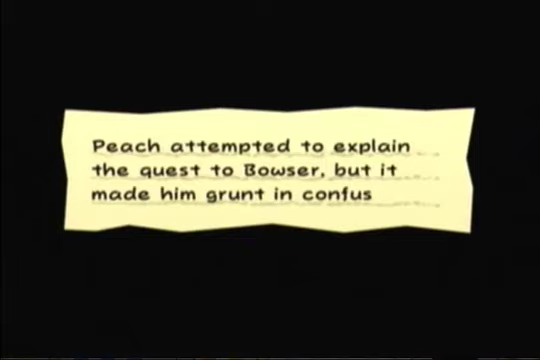 Peach attempted to explain
the quest to Bowser, but it
made him grunt in confus